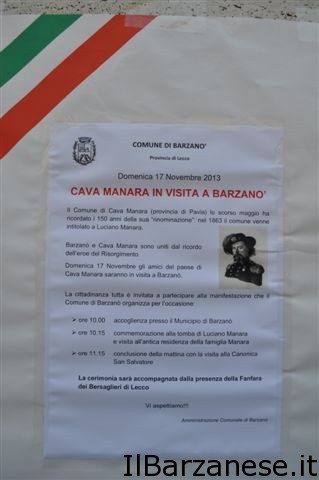 COMUNE DI BARZANO'
Provincia di Lecco
Domenica 17 Novembre 2013
CAVA MANARA IN VISITA A BARZANO'
Il Comune di Cava Manara (provincia di Pavia) lo scorso maggio ha
ricordato i 150 anni della sua "rinominazione": nel 1863 il comune venne
intitolato a Luciano Manara.
Barzanò e Cava Manara sono uniti dal ricordo
dell'eroe del Risorgimento.
Domenica 17 Novembre gli amici del paese di
Cava Manara saranno in visita a Barzanò.
La cittadinanza tutta è invitata a partecipare alla manifestazione che il
Comune di Barzanò organizza per l'occasione:
➢ ore 10.00 accoglienza presso il Municipio di Barzanò
➢ ore 10.15 commemorazione alla tomba di Luciano Manara
e visita all'antica residenza della famiglia Manara
➢ ore 11.15 conclusione della mattina con la visita alla Canonica
San Salvatore
La cerimonia sarà accompagnata dalla presenza della Fanfara
dei Bersaglieri di Lecco
Vi aspettiamo!!!
Amministrazione Comunale di Barzanò
IlBarzanese.it